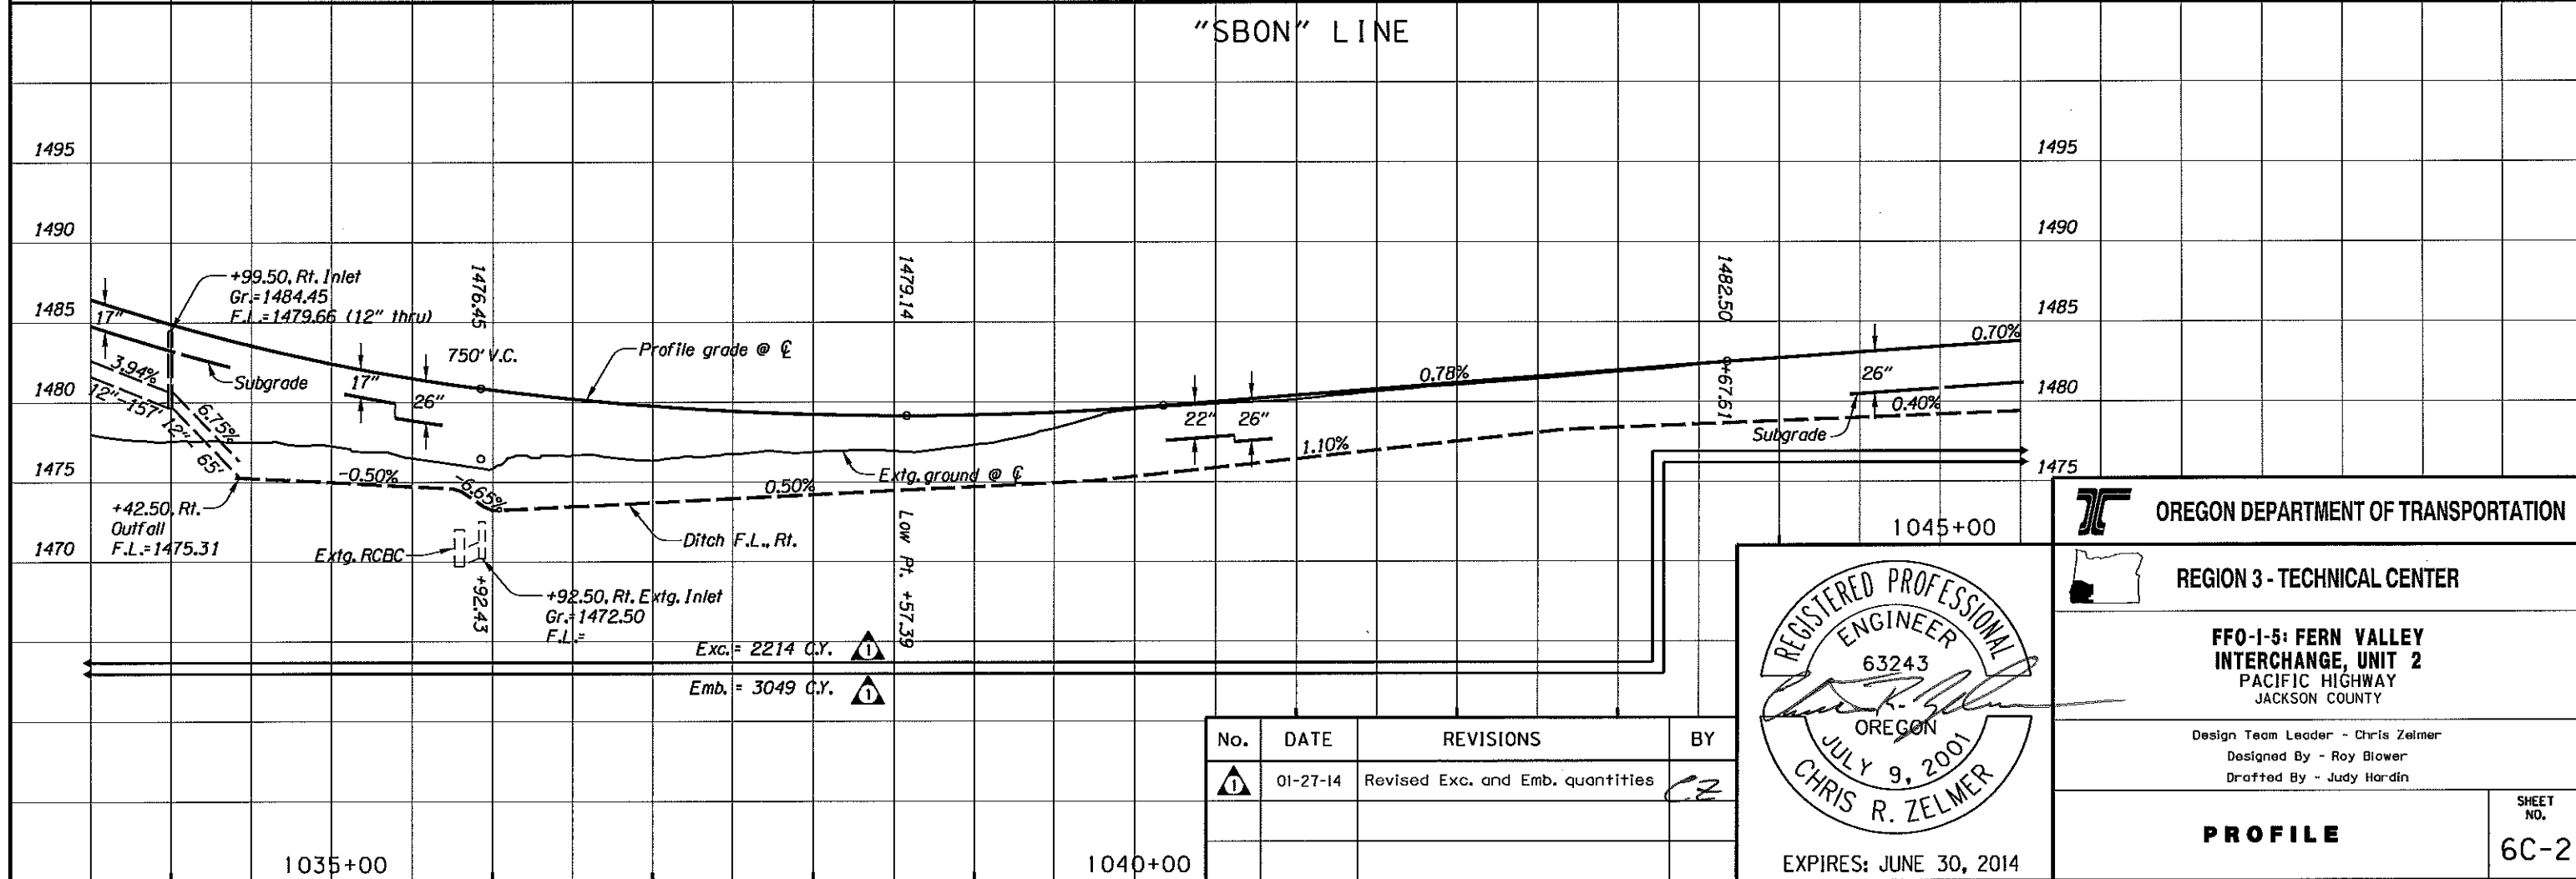 "SBON" LINE
1495
1495
1490
1490
+99.50, Rt. Inlet
Gr.=1484.45
F.L.=1479.66 (12" thru)
1476.45
1479.14
1482.50
1485
1485
17"
750' V.C.
Profile grade @ ℄
0.70%
3.94%
Subgrade
17"
26"
0.78%
26"
1480
1480
12"-157'
6.75%
12"
65'
22"
26"
+67.61
0.40%
Subgrade
1.10%
1475
1475
-0.50%
-6.65%
0.50%
Extg. ground @ ℄
+42.50, Rt.
Outfall
F.L.=1475.31
1470
Extg. RCBC
Ditch F.L., Rt.
Low Pt. +57.39
+92.43
+92.50, Rt. Extg. Inlet
Gr.=1472.50
F.L.=
1045+00
Exc. = 2214 C.Y. 1
Emb. = 3049 C.Y. 1
1035+00
1040+00
No. DATE REVISIONS BY
1 01-27-14 Revised Exc. and Emb. quantities CZ
REGISTERED PROFESSIONAL
ENGINEER
63243
OREGON
JULY 9, 2001
CHRIS R. ZELMER
EXPIRES: JUNE 30, 2014
OREGON DEPARTMENT OF TRANSPORTATION
REGION 3 - TECHNICAL CENTER
FFO-I-5: FERN VALLEY
INTERCHANGE, UNIT 2
PACIFIC HIGHWAY
JACKSON COUNTY
Design Team Leader - Chris Zelmer
Designed By - Roy Blower
Drafted By - Judy Hardin
PROFILE
SHEET
NO.
6C-2